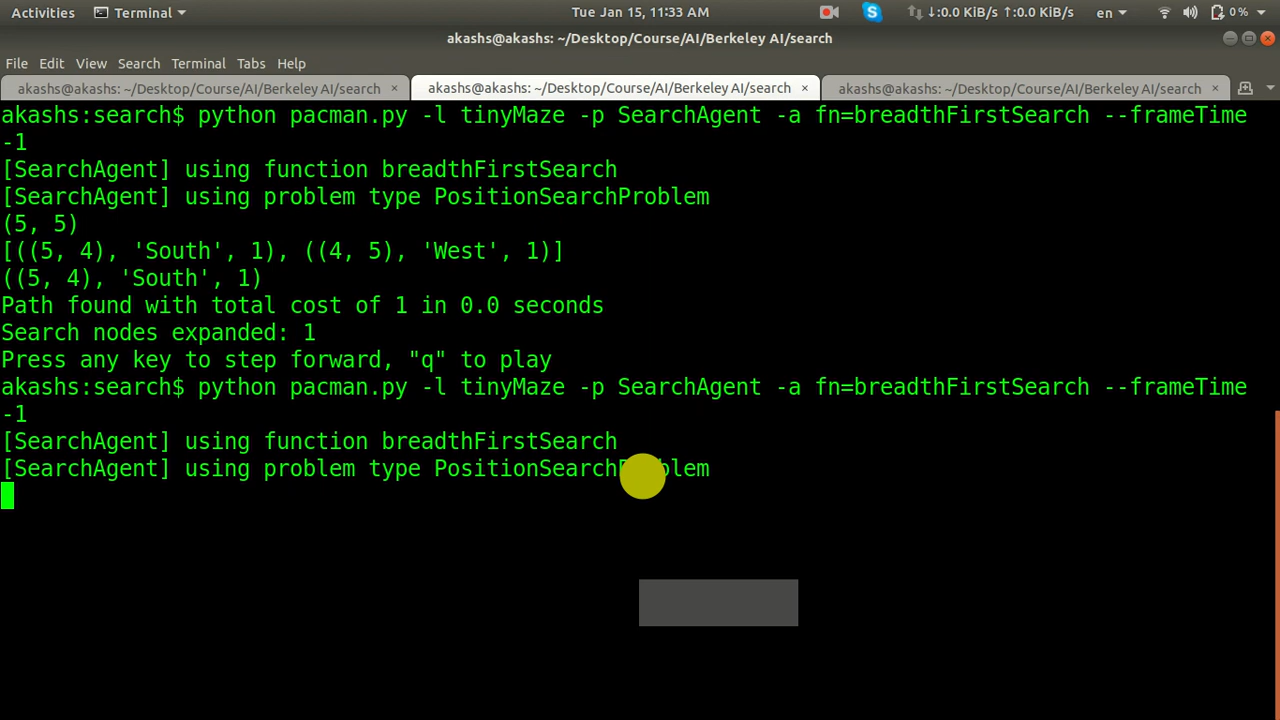 Activities Terminal Tue Jan 15, 11:33 AM ↓:0.0 KiB/s ↑:0.0 KiB/s en 0 %
akashs@akashs: ~/Desktop/Course/AI/Berkeley AI/search
File Edit View Search Terminal Tabs Help
akashs@akashs: ~/Desktop/Course/AI/Berkeley AI/search × akashs@akashs: ~/Desktop/Course/AI/Berkeley AI/search × akashs@akashs: ~/Desktop/Course/AI/Berkeley AI/search ×
akashs:search$ python pacman.py -l tinyMaze -p SearchAgent -a fn=breadthFirstSearch --frameTime
-1
[SearchAgent] using function breadthFirstSearch
[SearchAgent] using problem type PositionSearchProblem
(5, 5)
[((5, 4), 'South', 1), ((4, 5), 'West', 1)]
((5, 4), 'South', 1)
Path found with total cost of 1 in 0.0 seconds
Search nodes expanded: 1
Press any key to step forward, "q" to play
akashs:search$ python pacman.py -l tinyMaze -p SearchAgent -a fn=breadthFirstSearch --frameTime
-1
[SearchAgent] using function breadthFirstSearch
[SearchAgent] using problem type PositionSearchProblem